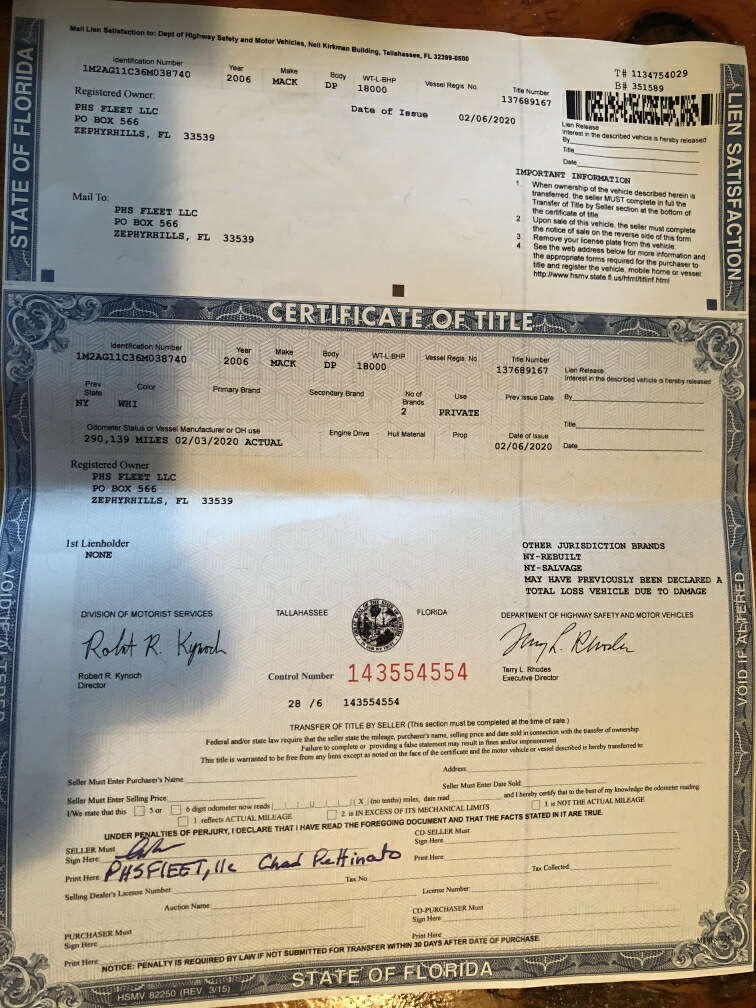 Mail Lien Satisfaction to: Dept of Highway Safety and Motor Vehicles, Neil Kirkman Building, Tallahassee, FL 32399-0500
T# 1134754029
B# 351589
Identification Number Year Make Body WT-L-BHP Vessel Regis. No Title Number
1M2AG11C36M038740 2006 MACK DP 18000 137689167
Registered Owner: Date of Issue 02/06/2020
PHS FLEET LLC
PO BOX 566
ZEPHYRHILLS, FL 33539
Lien Release
Interest in the described vehicle is hereby released
By
Title
Date
Mail To:
PHS FLEET LLC
PO BOX 566
ZEPHYRHILLS, FL 33539
IMPORTANT INFORMATION
1. When ownership of the vehicle described herein is
transferred, the seller MUST complete in full the
Transfer of Title by Seller section at the bottom of
the certificate of title.
2. Upon sale of this vehicle, the seller must complete
the notice of sale on the reverse side of this form.
3. Remove your license plate from the vehicle.
4. See the web address below for more information and
the appropriate forms required for the purchaser to
title and register the vehicle, mobile home or vessel:
http://www.hsmv.state.fl.us/html/titlinf.html
STATE OF FLORIDA
LIEN SATISFACTION
CERTIFICATE OF TITLE
Identification Number Year Make Body WT-L-BHP Vessel Regis. No Title Number
1M2AG11C36M038740 2006 MACK DP 18000 137689167
Lien Release
Interest in the described vehicle is hereby released
By
Title
Date
Prev State Color Primary Brand Secondary Brand No of Brands Use Prev Issue Date
NY WHI 2 PRIVATE
Odometer Status or Vessel Manufacturer or OH use Engine Drive Hull Material Prop Date of Issue
290,139 MILES 02/03/2020 ACTUAL 02/06/2020
Registered Owner
PHS FLEET LLC
PO BOX 566
ZEPHYRHILLS, FL 33539
1st Lienholder
NONE
OTHER JURISDICTION BRANDS
NY-REBUILT
NY-SALVAGE
MAY HAVE PREVIOUSLY BEEN DECLARED A
TOTAL LOSS VEHICLE DUE TO DAMAGE
DIVISION OF MOTORIST SERVICES TALLAHASSEE FLORIDA DEPARTMENT OF HIGHWAY SAFETY AND MOTOR VEHICLES
Robert R. Kynoch
Director
Control Number 143554554
Terry L. Rhodes
Executive Director
28 /6 143554554
TRANSFER OF TITLE BY SELLER (This section must be completed at the time of sale.)
Federal and/or state law require that the seller state the mileage, purchaser's name, selling price and date sold in connection with the transfer of ownership.
Failure to complete or providing a false statement may result in fines and/or imprisonment.
This title is warranted to be free from any liens except as noted on the face of the certificate and the motor vehicle or vessel described is hereby transferred to:
Seller Must Enter Purchaser's Name: Address:
Seller Must Enter Selling Price: Seller Must Enter Date Sold:
I/We state that this 5 or 6 digit odometer now reads X (no tenths) miles, date read and I hereby certify that to the best of my knowledge the odometer reading
1 reflects ACTUAL MILEAGE 2 is IN EXCESS OF ITS MECHANICAL LIMITS 3 is NOT THE ACTUAL MILEAGE
UNDER PENALTIES OF PERJURY, I DECLARE THAT I HAVE READ THE FOREGOING DOCUMENT AND THAT THE FACTS STATED IN IT ARE TRUE.
SELLER Must Sign Here: CO-SELLER Must Sign Here:
Print Here: PHSFLEET, llc Chad Pettinato Print Here:
Selling Dealer's License Number: Tax No. Tax Collected:
Auction Name: License Number:
PURCHASER Must Sign Here: CO-PURCHASER Must Sign Here:
Print Here: Print Here:
NOTICE: PENALTY IS REQUIRED BY LAW IF NOT SUBMITTED FOR TRANSFER WITHIN 30 DAYS AFTER DATE OF PURCHASE.
STATE OF FLORIDA
HSMV 82250 (REV. 3/15)
VOID IF ALTERED
VOID IF ALTERED